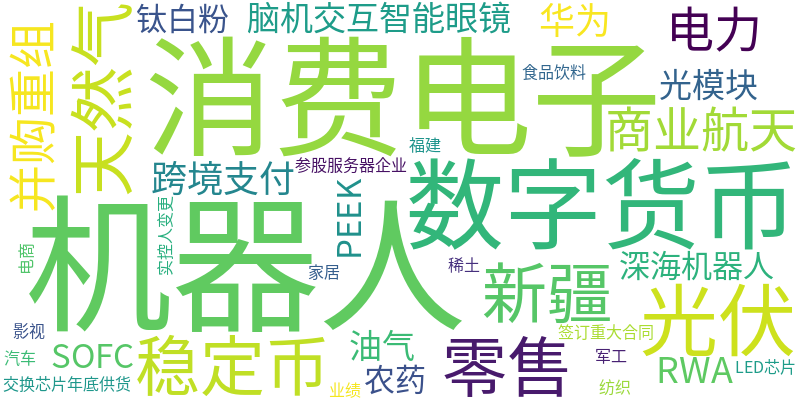 钛白粉
脑机交互智能眼镜
华为
电力
并购重组
天然气
消费电子
食品饮料
光模块
商业航天
福建
跨境支付
参股服务器企业
数字货币
PEEK
实控人变更
机器人
电商
家居
稀土
新疆
深海机器人
光伏
影视
汽车
SOFC
稳定币
油气
零售
签订重大合同
军工
RWA
LED芯片
交换芯片年底供货
业绩
农药
纺织